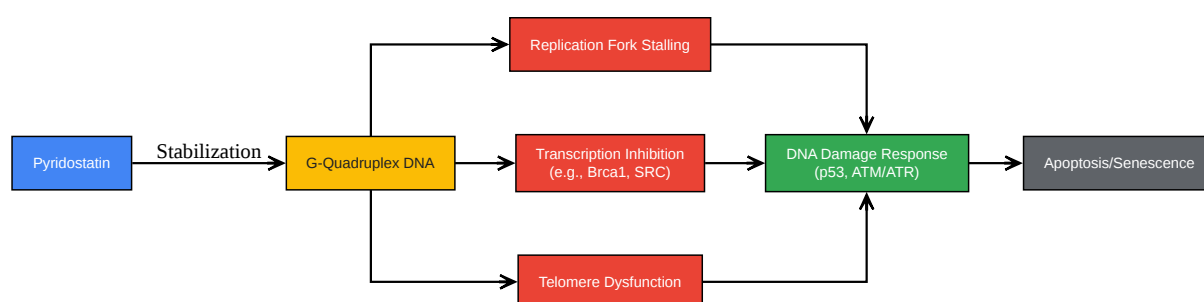 Replication Fork Stalling
Pyridostatin
Stabilization
G-Quadruplex DNA
Transcription Inhibition
(e.g., Brca1, SRC)
DNA Damage Response
(p53, ATM/ATR)
Apoptosis/Senescence
Telomere Dysfunction